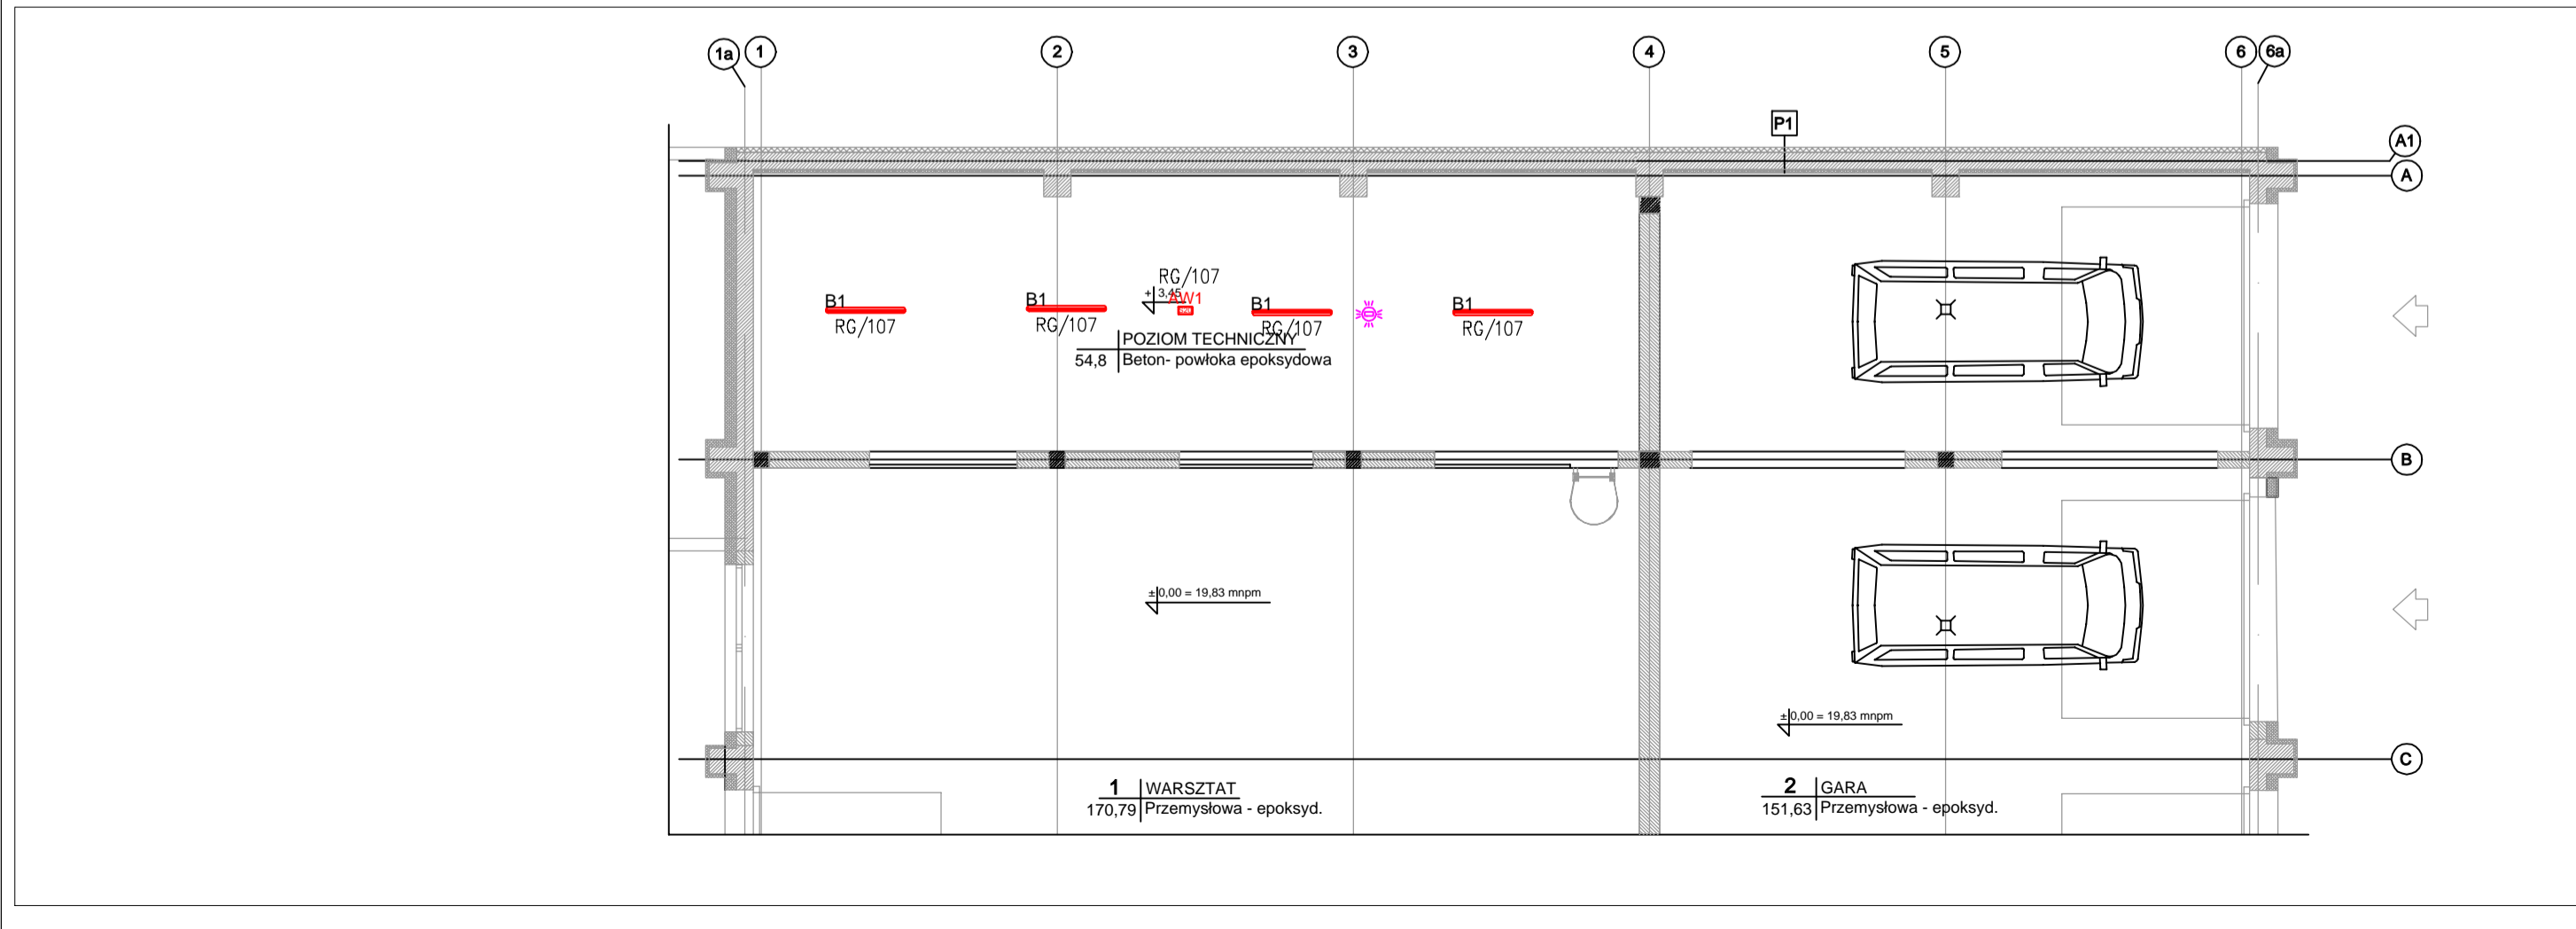 1a 1 2 3 4 5 6 6a
P1
A1
A
RG/107
+ 3,45
AW1
B1 B1 B1 B1
RG/107 RG/107 RG/107 RG/107
POZIOM TECHNICZNY
54,8 Beton- powłoka epoksydowa
B
±0,00 = 19,83 mnpm
±0,00 = 19,83 mnpm
C
1 WARSZTAT
170,79 Przemysłowa - epoksyd.
2 GARA
151,63 Przemysłowa - epoksyd.